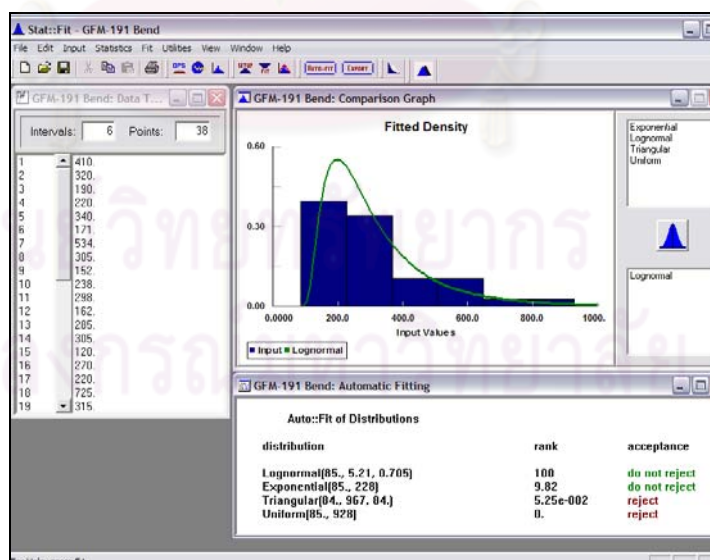 Stat::Fit - GFM-191 Bend
File Edit Input Statistics Fit Utilities View Window Help
AUTO::FIT EXPORT
GFM-191 Bend: Data T...
Intervals: 6 Points: 38
1 410.
2 320.
3 190.
4 220.
5 340.
6 171.
7 534.
8 305.
9 152.
10 238.
11 298.
12 162.
13 285.
14 305.
15 120.
16 270.
17 220.
18 725.
19 315.
GFM-191 Bend: Comparison Graph
Fitted Density
0.60
0.30
0.00
0.0000 200.0 400.0 600.0 800.0 1000.
Input Values
Input Lognormal
Exponential
Lognormal
Triangular
Uniform
Lognormal
GFM-191 Bend: Automatic Fitting
Auto::Fit of Distributions
distribution rank acceptance
Lognormal(85., 5.21, 0.705) 100 do not reject
Exponential(85., 228) 9.82 do not reject
Triangular(84., 967, 84.) 5.25e-002 reject
Uniform(85., 928) 0. reject